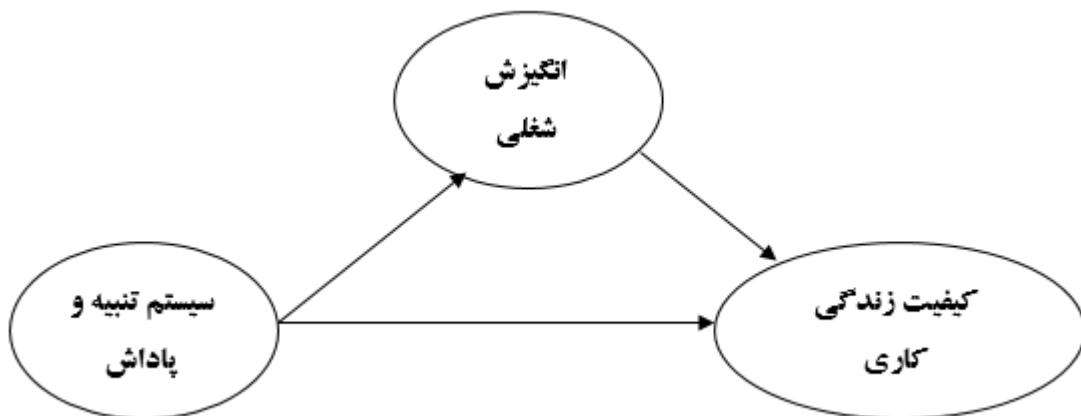 انگیزش
شغلی
سیستم تنبیه و
پاداش
کیفیت زندگی
کاری